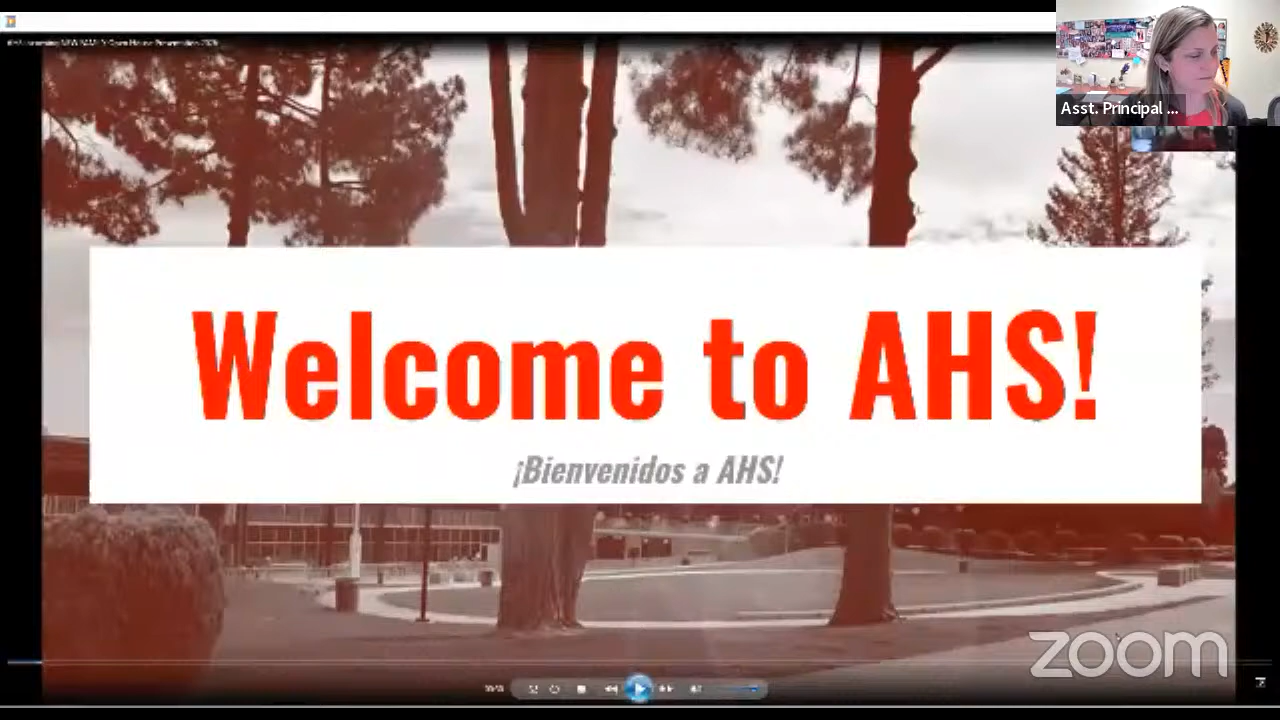 Asst. Principal ...
Welcome to AHS!
¡Bienvenidos a AHS!
zoom